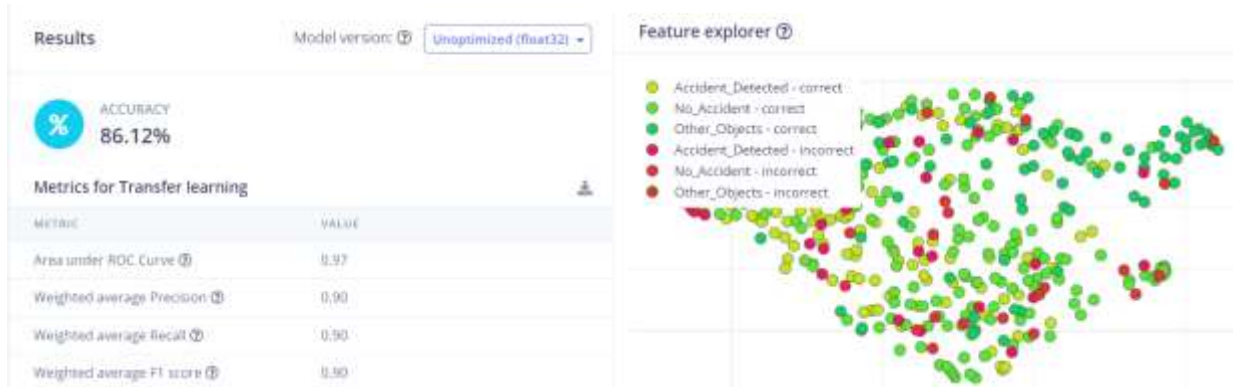 Results
Model version: Unoptimized (float32)
%
ACCURACY
86.12%
Metrics for Transfer learning
METRIC VALUE
Area under ROC Curve 0.97
Weighted average Precision 0.90
Weighted average Recall 0.90
Weighted average F1 score 0.90
Feature explorer
Accident_Detected - correct
No_Accident - correct
Other_Objects - correct
Accident_Detected - incorrect
No_Accident - incorrect
Other_Objects - incorrect